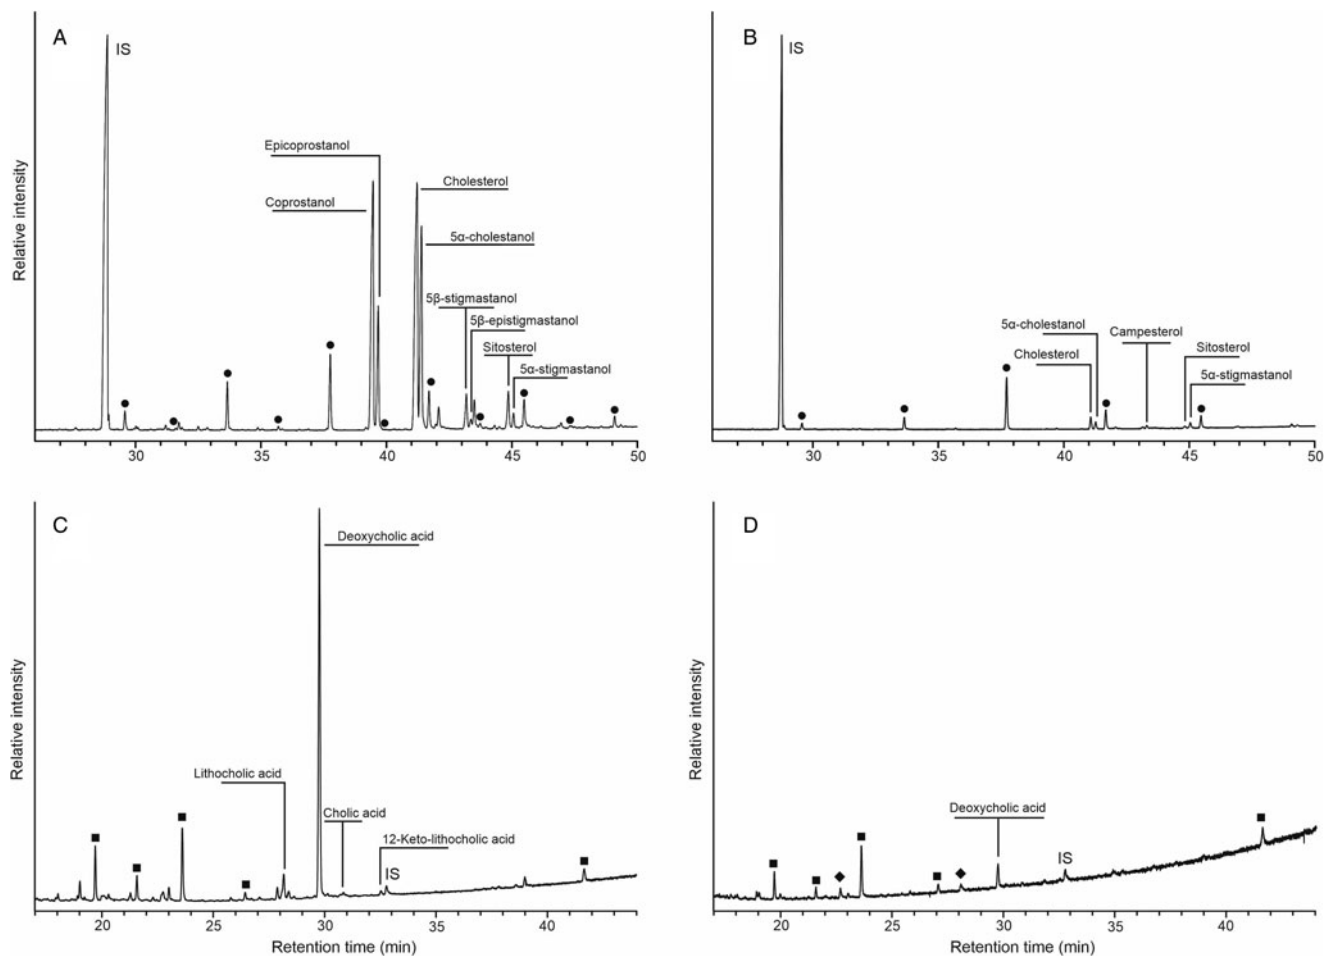 A
IS
Epicoprostanol
Cholesterol
Coprostanol
5α-cholestanol
5β-stigmastanol
5β-epistigmastanol
Sitosterol
5α-stigmastanol
Relative intensity
30 35 40 45 50
B
IS
5α-cholestanol
Campesterol
Cholesterol
Sitosterol
5α-stigmastanol
Relative intensity
30 35 40 45 50
C
Deoxycholic acid
Lithocholic acid
Cholic acid
12-Keto-lithocholic acid
IS
Relative intensity
20 25 30 35 40
Retention time (min)
D
Deoxycholic acid
IS
Relative intensity
20 25 30 35 40
Retention time (min)